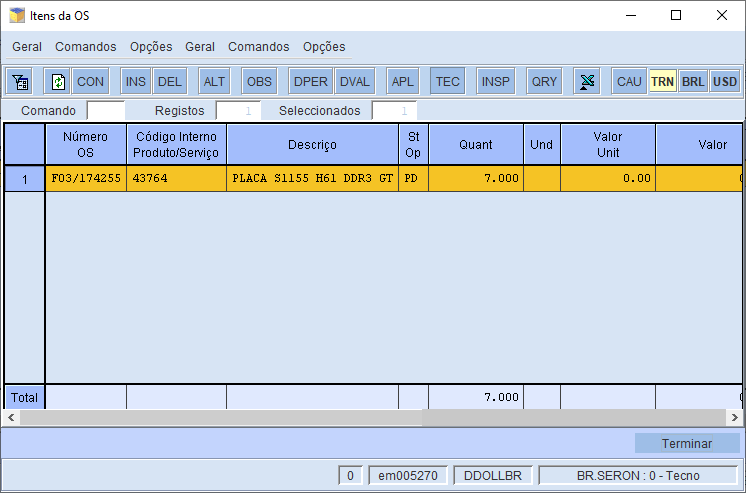 Itens da OS
Geral Comandos Opções Geral Comandos Opções
CON INS DEL ALT OBS DPER DVAL APL TEC INSP QRY CAU TRN BRL USD
Comando Registos 1 Seleccionados 1
Número OS Código Interno Produto/Serviço Descriço St Op Quant Und Valor Unit Valor
1 F03/174255 43764 PLACA S1155 H61 DDR3 GT PD 7.000 0.00
Total 7.000
Terminar
0 em005270 DDOLLBR BR.SERON : 0 - Tecno